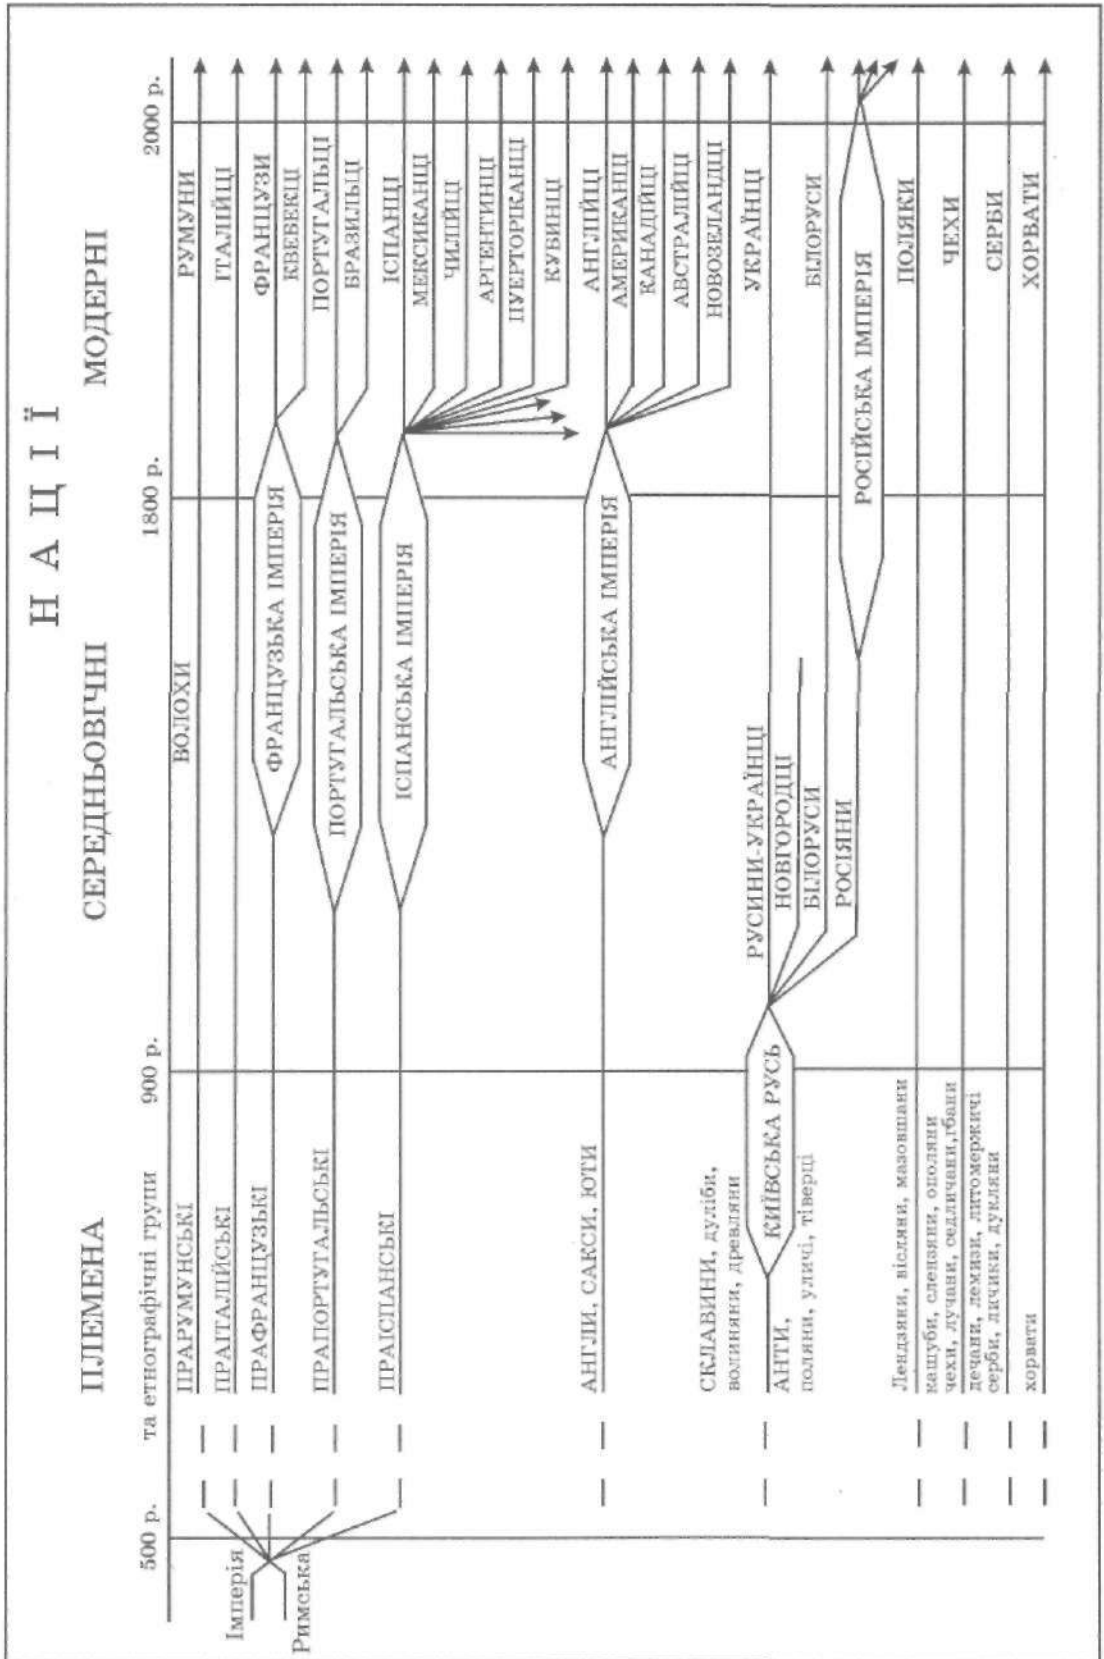 НАЦІЇ
ПЛЕМЕНА
та етнографічні групи
СЕРЕДНЬОВІЧНІ
МОДЕРНІ
500 р.
900 р.
1800 р.
2000 р.
Імперія
Римська
ПРАРУМУНСЬКІ
ВОЛОХИ
РУМУНИ
ПРАІТАЛІЙСЬКІ
ІТАЛІЙЦІ
ПРАФРАНЦУЗЬКІ
ФРАНЦУЗЬКА ІМПЕРІЯ
ФРАНЦУЗИ
КВЕБЕКЦІ
ПРАПОРТУГАЛЬСЬКІ
ПОРТУГАЛЬСЬКА ІМПЕРІЯ
ПОРТУГАЛЬЦІ
БРАЗИЛЬЦІ
ПРАІСПАНСЬКІ
ІСПАНСЬКА ІМПЕРІЯ
ІСПАНЦІ
МЕКСИКАНЦІ
ЧИЛІЙЦІ
АРГЕНТИНЦІ
ПУЕРТОРІКАНЦІ
КУБИНЦІ
АНГЛИ, САКСИ, ЮТИ
АНГЛІЙСЬКА ІМПЕРІЯ
АНГЛІЙЦІ
АМЕРИКАНЦІ
КАНАДІЙЦІ
АВСТРАЛІЙЦІ
НОВОЗЕЛАНДЦІ
СКЛАВИНИ, дуліби,
волиняни, древляни
АНТИ,
поляни, уличі, тіверці
КИЇВСЬКА РУСЬ
РУСИНИ-УКРАЇНЦІ
НОВГОРОДЦІ
БІЛОРУСИ
РОСІЯНИ
УКРАЇНЦІ
БІЛОРУСИ
РОСІЙСЬКА ІМПЕРІЯ
Лендзяни, вісляни, мазовшани
кашуби, слензяни, ополяни
ПОЛЯКИ
чехи, лучани, седличани, гбани
дечани, лемизи, литомержичі
ЧЕХИ
серби, личики, дукляни
СЕРБИ
хорвати
ХОРВАТИ